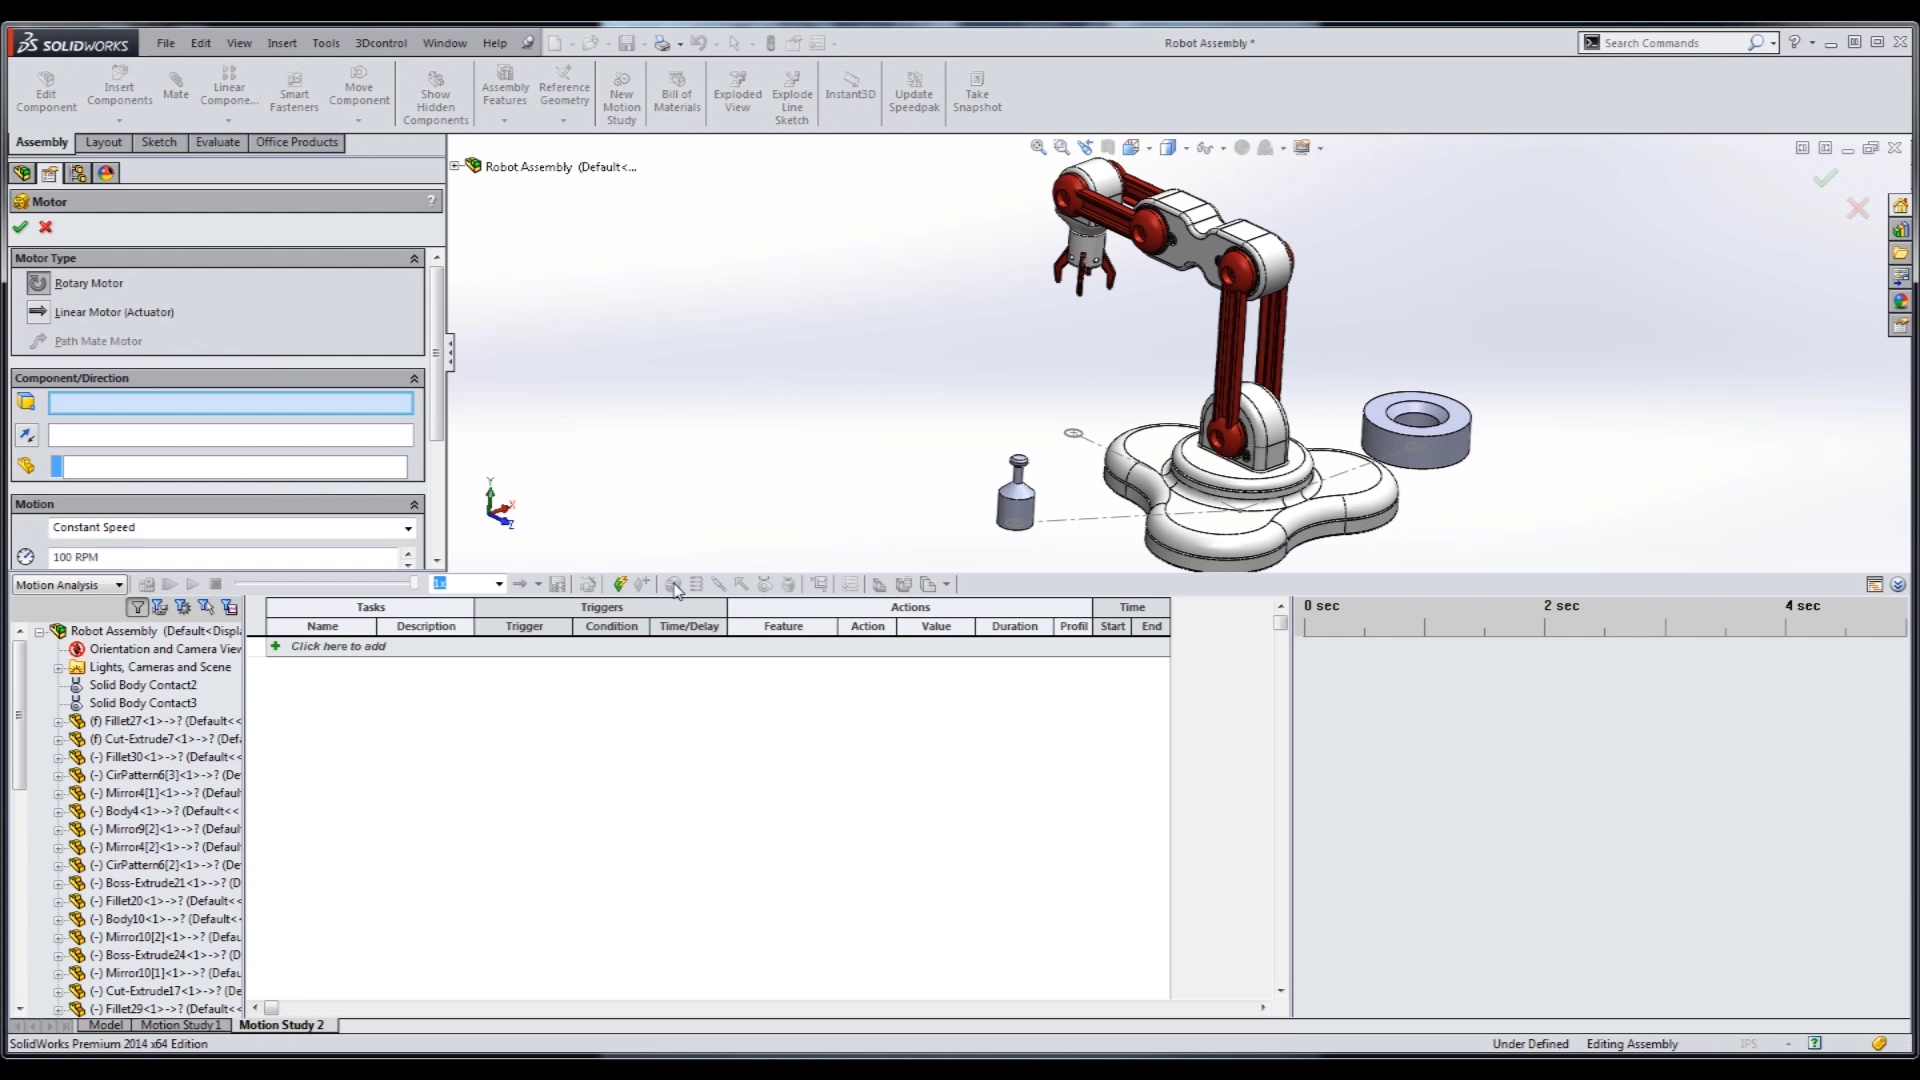 SOLIDWORKS File Edit View Insert Tools 3Dcontrol Window Help Robot Assembly * Search Commands
Edit Component
Insert Components
Mate
Linear Compone...
Smart Fasteners
Move Component
Show Hidden Components
Assembly Features
Reference Geometry
New Motion Study
Bill of Materials
Exploded View
Explode Line Sketch
Instant3D
Update Speedpak
Take Snapshot
Assembly Layout Sketch Evaluate Office Products
Robot Assembly (Default<...
Motor ?
Motor Type
Rotary Motor
Linear Motor (Actuator)
Path Mate Motor
Component/Direction
Motion
Constant Speed
100 RPM
Y
X
Z
Motion Analysis 1x
Tasks Triggers Actions Time
Name Description Trigger Condition Time/Delay Feature Action Value Duration Profil Start End
Click here to add
0 sec 2 sec 4 sec
Robot Assembly (Default<Displ
Orientation and Camera View
Lights, Cameras and Scene
Solid Body Contact2
Solid Body Contact3
(f) Fillet27<1>->? (Default<<
(f) Cut-Extrude7<1>->? (Defa
(-) Fillet30<1>->? (Default<<
(-) CirPattern6[3]<1>->? (De
(-) Mirror4[1]<1>->? (Defaul
(-) Body4<1>->? (Default<<
(-) Mirror9[2]<1>->? (Defaul
(-) Mirror4[2]<1>->? (Defaul
(-) CirPattern6[2]<1>->? (De
(-) Boss-Extrude21<1>->? (D
(-) Fillet20<1>->? (Default<<
(-) Body10<1>->? (Default<<
(-) Mirror10[2]<1>->? (Defau
(-) Boss-Extrude24<1>->? (D
(-) Mirror10[1]<1>->? (Defau
(-) Cut-Extrude17<1>->? (De
(-) Fillet29<1>->? (Default<<
Model Motion Study 1 Motion Study 2
SolidWorks Premium 2014 x64 Edition Under Defined Editing Assembly IPS